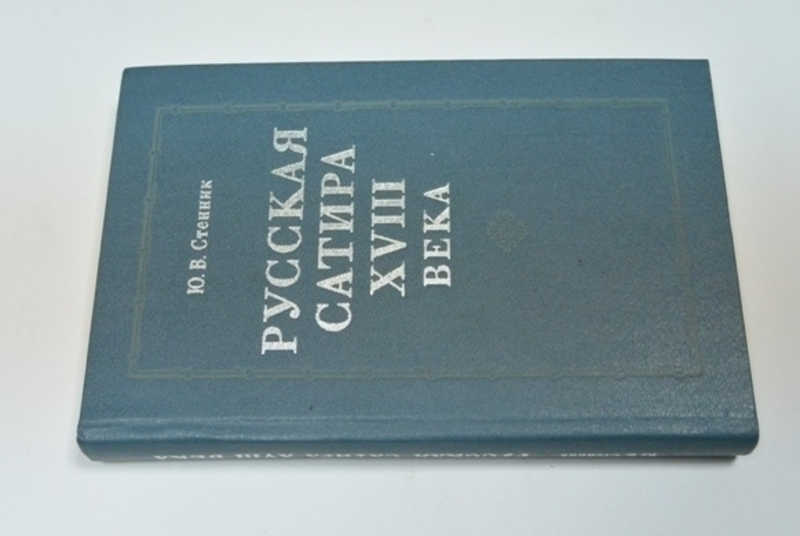 Ю. В. Стенник
РУССКАЯ
САТИРА
XVIII
ВЕКА
РУССКАЯ САТИРА XVIII ВЕКА